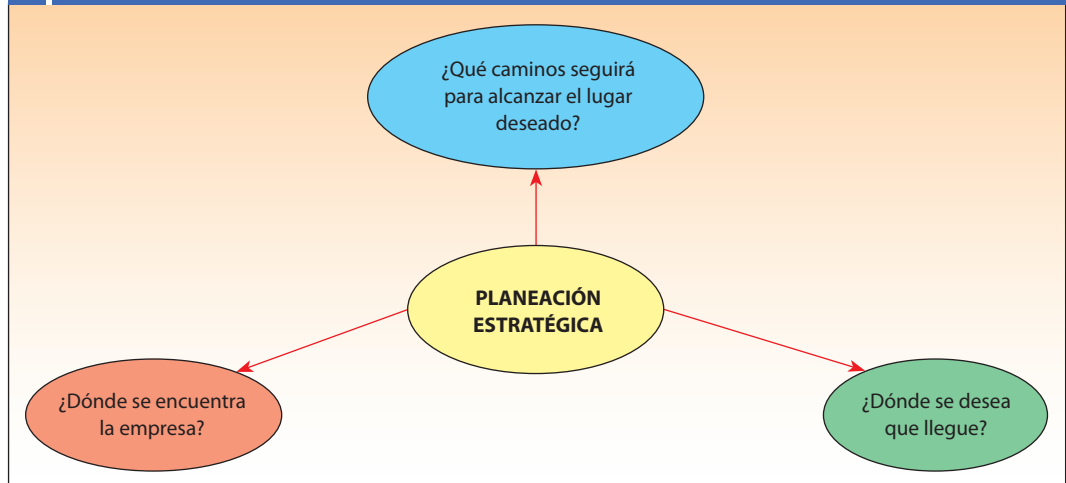 ¿Qué caminos seguirá
para alcanzar el lugar
deseado?
PLANEACIÓN
ESTRATÉGICA
¿Dónde se encuentra
la empresa?
¿Dónde se desea
que llegue?